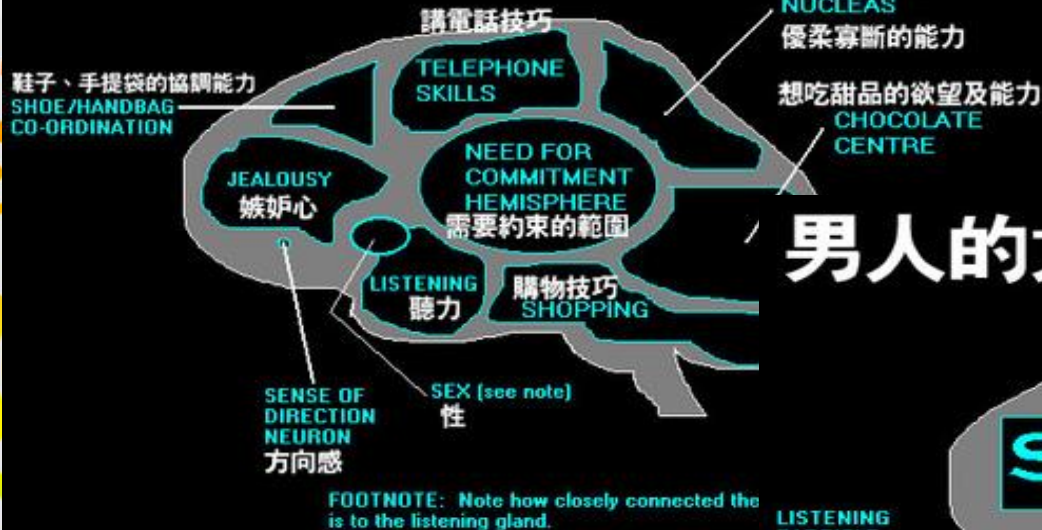 NUCLEAS
優柔寡斷的能力
講電話技巧
TELEPHONE
SKILLS
鞋子、手提袋的協調能力
SHOE/HANDBAG
CO-ORDINATION
想吃甜品的欲望及能力
CHOCOLATE
CENTRE
JEALOUSY
嫉妒心
NEED FOR
COMMITMENT
HEMISPHERE
需要約束的範圍
男人的
LISTENING
聽力
購物技巧
SHOPPING
SENSE OF
DIRECTION
NEURON
方向感
SEX (see note)
性
FOOTNOTE: Note how closely connected the
is to the listening gland.
S
LISTENING